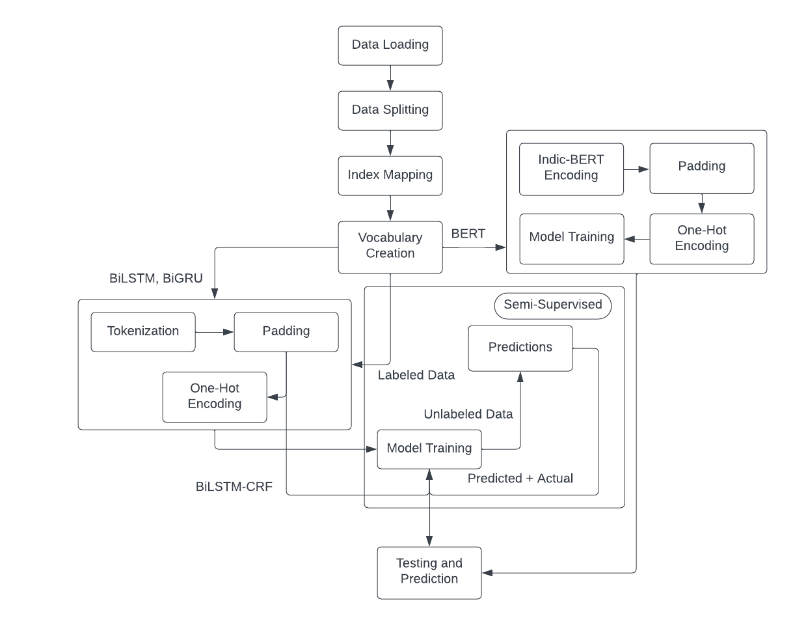 Data Loading
Data Splitting
Index Mapping
Vocabulary
Creation
BERT
Indic-BERT
Encoding
Padding
Model Training
One-Hot
Encoding
BiLSTM, BiGRU
Tokenization
Padding
One-Hot
Encoding
Semi-Supervised
Predictions
Labeled Data
Unlabeled Data
Model Training
Predicted + Actual
BiLSTM-CRF
Testing and
Prediction